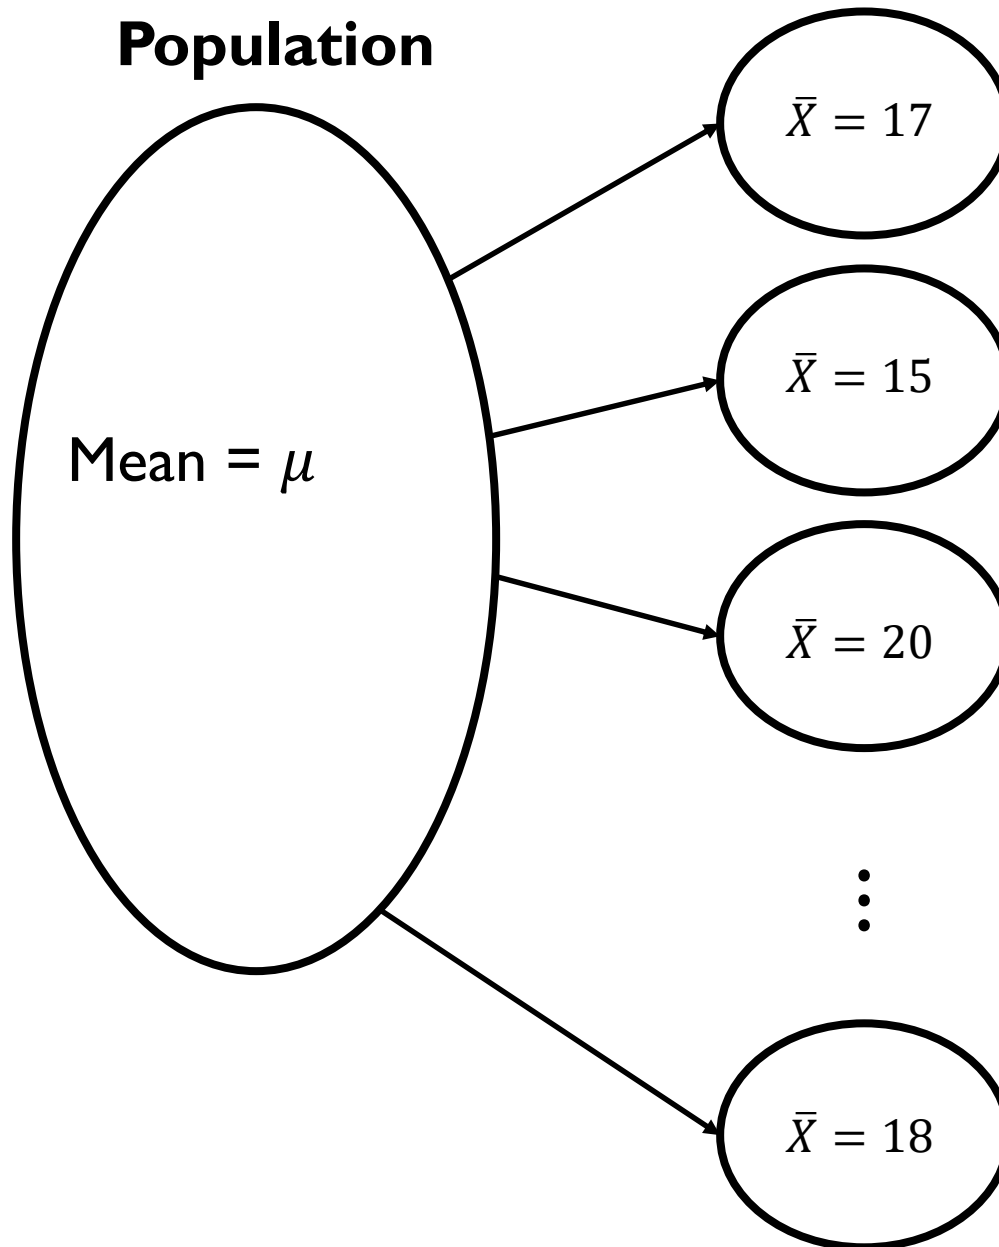 Population
Mean = μ
X̄ = 17
X̄ = 15
X̄ = 20
⋮
X̄ = 18